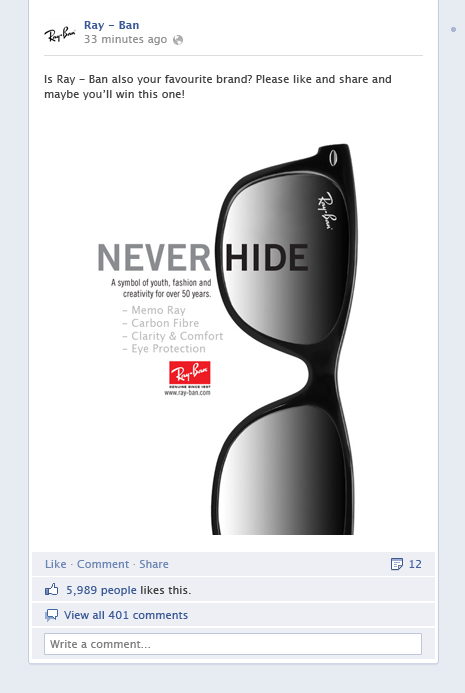 Ray-Ban
Ray – Ban
33 minutes ago
Is Ray – Ban also your favourite brand? Please like and share and
maybe you'll win this one!
Ray-Ban
NEVER HIDE
A symbol of youth, fashion and
creativity for over 50 years.
– Memo Ray
– Carbon Fibre
– Clarity & Comfort
– Eye Protection
Ray-Ban
GENUINE SINCE 1937
www.ray-ban.com
Like · Comment · Share
12
5,989 people likes this.
View all 401 comments
Write a comment...